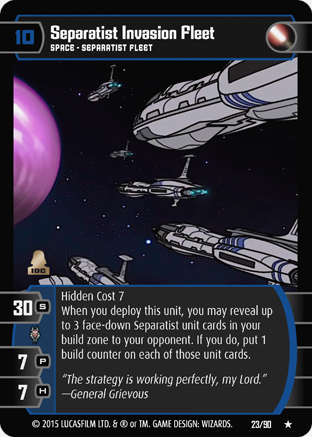 10
Separatist Invasion Fleet
SPACE - SEPARATIST FLEET
IDC
30 S
7 P
7 H
Hidden Cost 7
When you deploy this unit, you may reveal up
to 3 face-down Separatist unit cards in your
build zone to your opponent. If you do, put 1
build counter on each of those unit cards.
“The strategy is working perfectly, my Lord.”
—General Grievous
© 2015 LUCASFILM LTD. & ® or TM. GAME DESIGN: WIZARDS. 23/90 ★